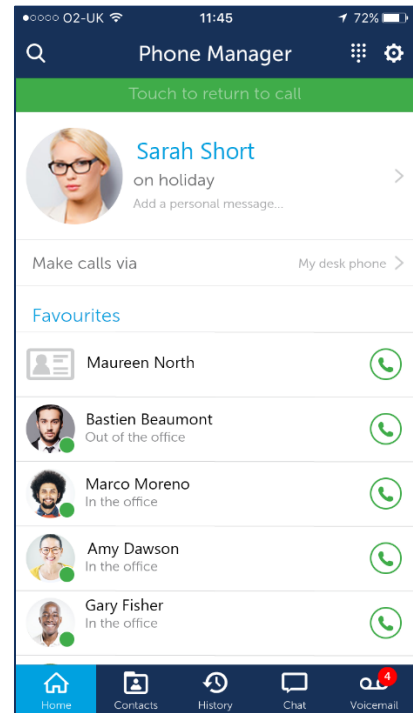 O2-UK 11:45 72%
Phone Manager
Touch to return to call
Sarah Short
on holiday
Add a personal message...
Make calls via My desk phone
Favourites
Maureen North
Bastien Beaumont
Out of the office
Marco Moreno
In the office
Amy Dawson
In the office
Gary Fisher
In the office
4
Home Contacts History Chat Voicemail